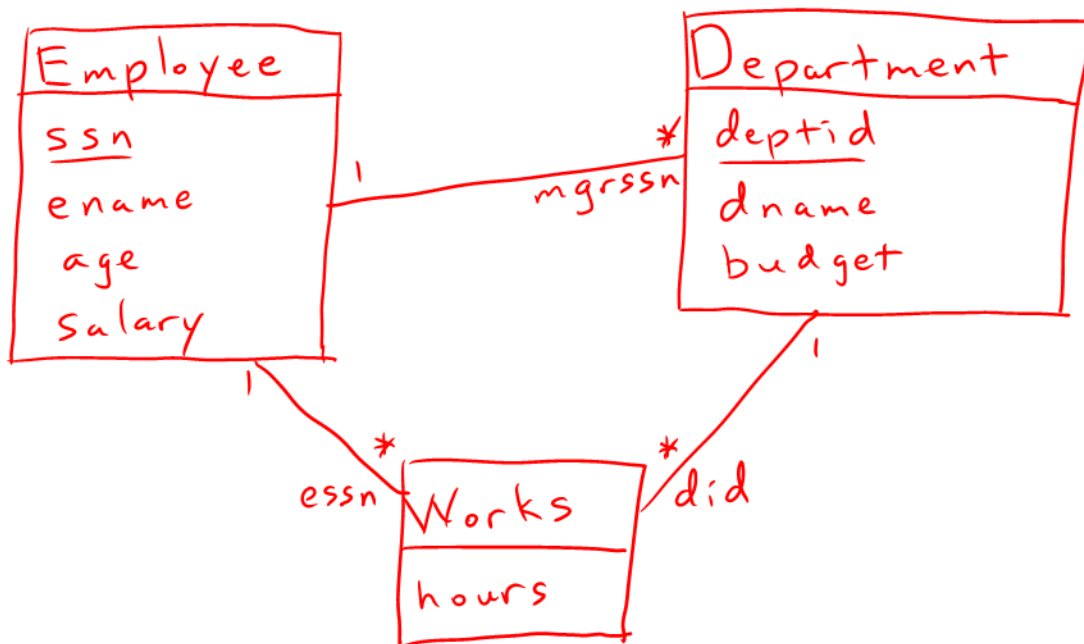 Employee
ssn
ename
age
salary
1
*
mgrssn
Department
deptid
dname
budget
1
*
essn
1
*
did
Works
hours